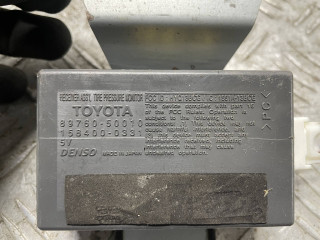 RECEIVER ASSY, TIRE PRESSURE MONITOR
TOYOTA
89760-50010
158400-0331
5V
DENSO MADE IN JAPAN
This device complies with part 15
of the FCC Rules. Operation is
subject to the following two
conditions: (1) This device may not
cause harmful interference, and
(2) this device must accept any
interference received, including
interference that may cause
undesired operation.